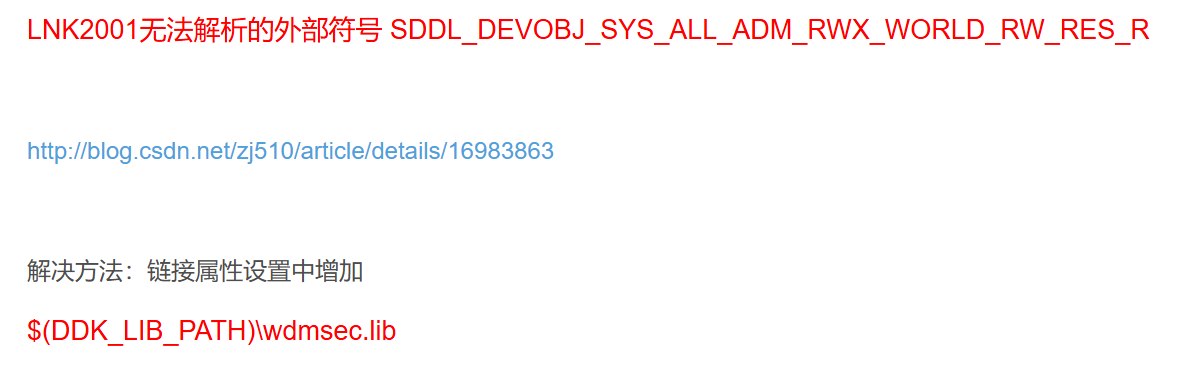 LNK2001无法解析的外部符号 SDDL_DEVOBJ_SYS_ALL_ADM_RWX_WORLD_RW_RES_R
http://blog.csdn.net/zj510/article/details/16983863
解决方法：链接属性设置中增加
$(DDK_LIB_PATH)\wdmsec.lib